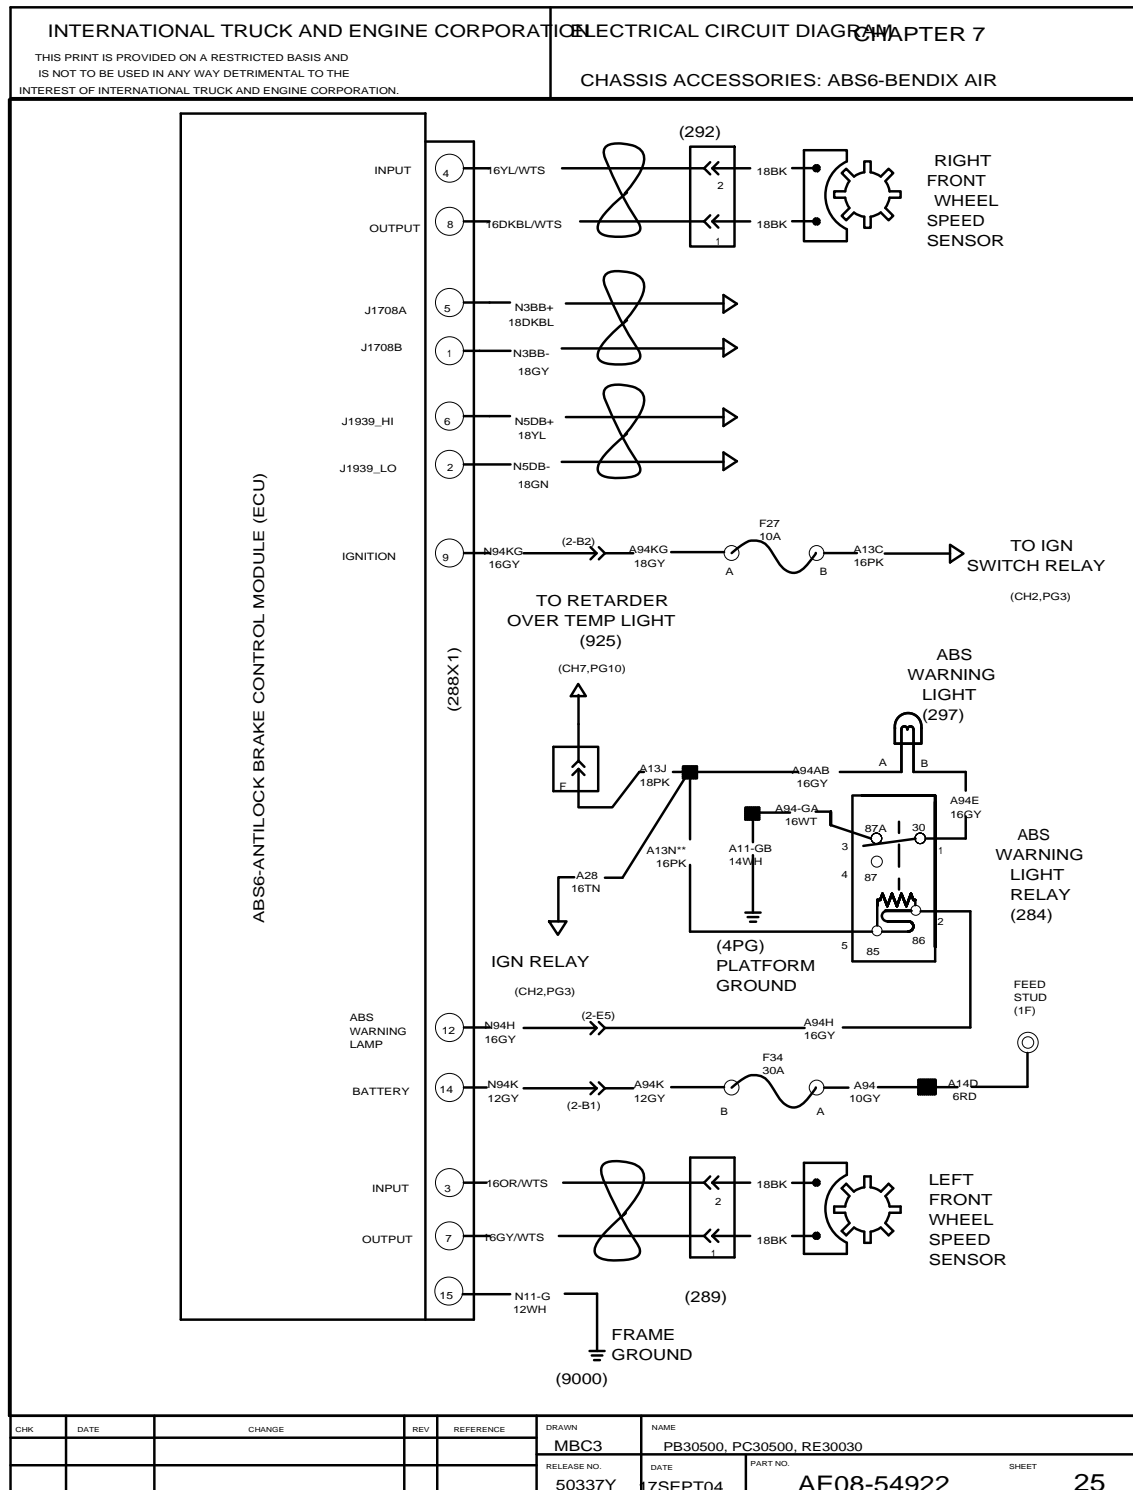 INTERNATIONAL TRUCK AND ENGINE CORPORATION
ELECTRICAL CIRCUIT DIAGRAM
CHAPTER 7
THIS PRINT IS PROVIDED ON A RESTRICTED BASIS AND
IS NOT TO BE USED IN ANY WAY DETRIMENTAL TO THE
INTEREST OF INTERNATIONAL TRUCK AND ENGINE CORPORATION.
CHASSIS ACCESSORIES: ABS6-BENDIX AIR
ABS6-ANTILOCK BRAKE CONTROL MODULE (ECU)
(288X1)
(292)
INPUT
4
16YL/WTS
2
18BK
OUTPUT
8
16DKBL/WTS
1
18BK
RIGHT
FRONT
WHEEL
SPEED
SENSOR
J1708A
5
N3BB+
18DKBL
J1708B
1
N3BB-
18GY
J1939_HI
6
N5DB+
18YL
J1939_LO
2
N5DB-
18GN
IGNITION
9
N94KG
16GY
(2-B2)
A94KG
18GY
A
F27
10A
B
A13C
16PK
TO IGN
SWITCH RELAY
(CH2,PG3)
TO RETARDER
OVER TEMP LIGHT
(925)
(CH7,PG10)
F
A13J
18PK
A94AB
16GY
A
B
ABS
WARNING
LIGHT
(297)
A94E
16GY
A94-GA
16WT
A13N**
16PK
A11-GB
14WH
A28
16TN
87A
30
3
1
4
87
2
5
85
86
ABS
WARNING
LIGHT
RELAY
(284)
(4PG)
PLATFORM
GROUND
IGN RELAY
(CH2,PG3)
FEED
STUD
(1F)
ABS
WARNING
LAMP
12
N94H
16GY
(2-E5)
A94H
16GY
BATTERY
14
N94K
12GY
(2-B1)
A94K
12GY
B
F34
30A
A
A94
10GY
A14D
6RD
INPUT
3
16OR/WTS
2
18BK
OUTPUT
7
16GY/WTS
1
18BK
LEFT
FRONT
WHEEL
SPEED
SENSOR
15
N11-G
12WH
(289)
FRAME
GROUND
(9000)
CHK
DATE
CHANGE
REV
REFERENCE
DRAWN
MBC3
NAME
PB30500, PC30500, RE30030
RELEASE NO.
50337Y
DATE
17SEPT04
PART NO.
AE08-54922
SHEET
25